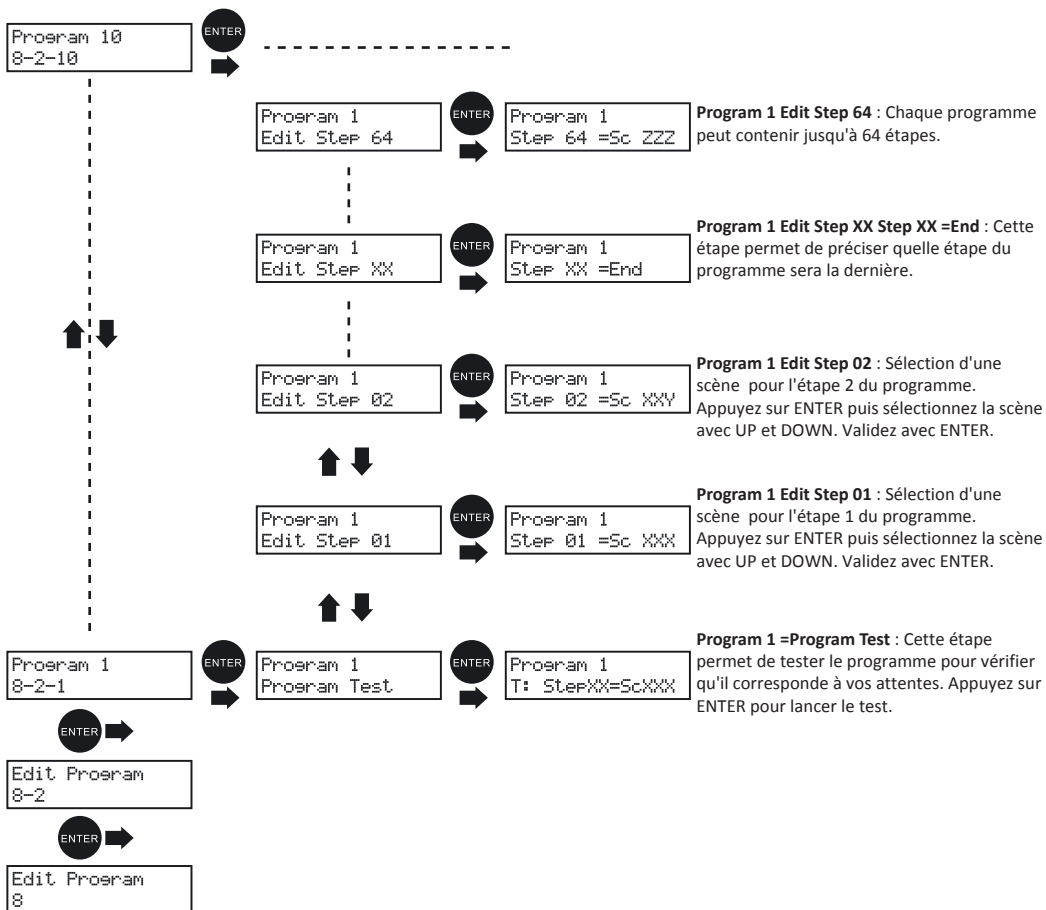 Program 10
8-2-10
ENTER
Program 1
Edit Step 64
ENTER
Program 1
Step 64 =Sc ZZZ
Program 1 Edit Step 64 : Chaque programme
peut contenir jusqu'à 64 étapes.
Program 1
Edit Step XX
ENTER
Program 1
Step XX =End
Program 1 Edit Step XX Step XX =End : Cette
étape permet de préciser quelle étape du
programme sera la dernière.
Program 1
Edit Step 02
ENTER
Program 1
Step 02 =Sc XXY
Program 1 Edit Step 02 : Sélection d'une
scène pour l'étape 2 du programme.
Appuyez sur ENTER puis sélectionnez la scène
avec UP et DOWN. Validez avec ENTER.
Program 1
Edit Step 01
ENTER
Program 1
Step 01 =Sc XXX
Program 1 Edit Step 01 : Sélection d'une
scène pour l'étape 1 du programme.
Appuyez sur ENTER puis sélectionnez la scène
avec UP et DOWN. Validez avec ENTER.
Program 1
8-2-1
ENTER
Program 1
Program Test
ENTER
Program 1
T: StepXX=ScXXX
Program 1 =Program Test : Cette étape
permet de tester le programme pour vérifier
qu'il corresponde à vos attentes. Appuyez sur
ENTER pour lancer le test.
ENTER
Edit Program
8-2
ENTER
Edit Program
8